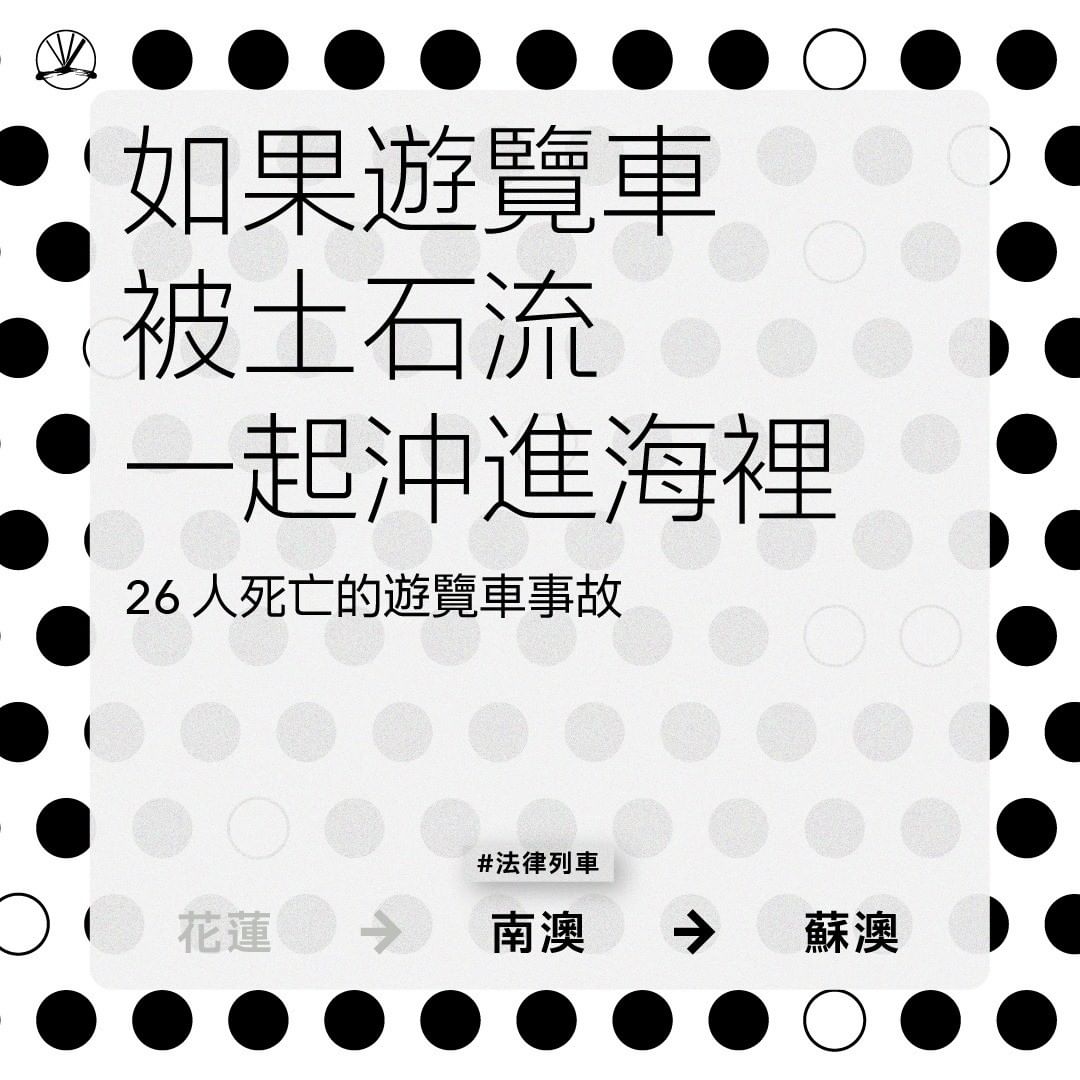 如果遊覽車
被土石流
一起沖進海裡
26 人死亡的遊覽車事故
#法律列車
花蓮 → 南澳 → 蘇澳